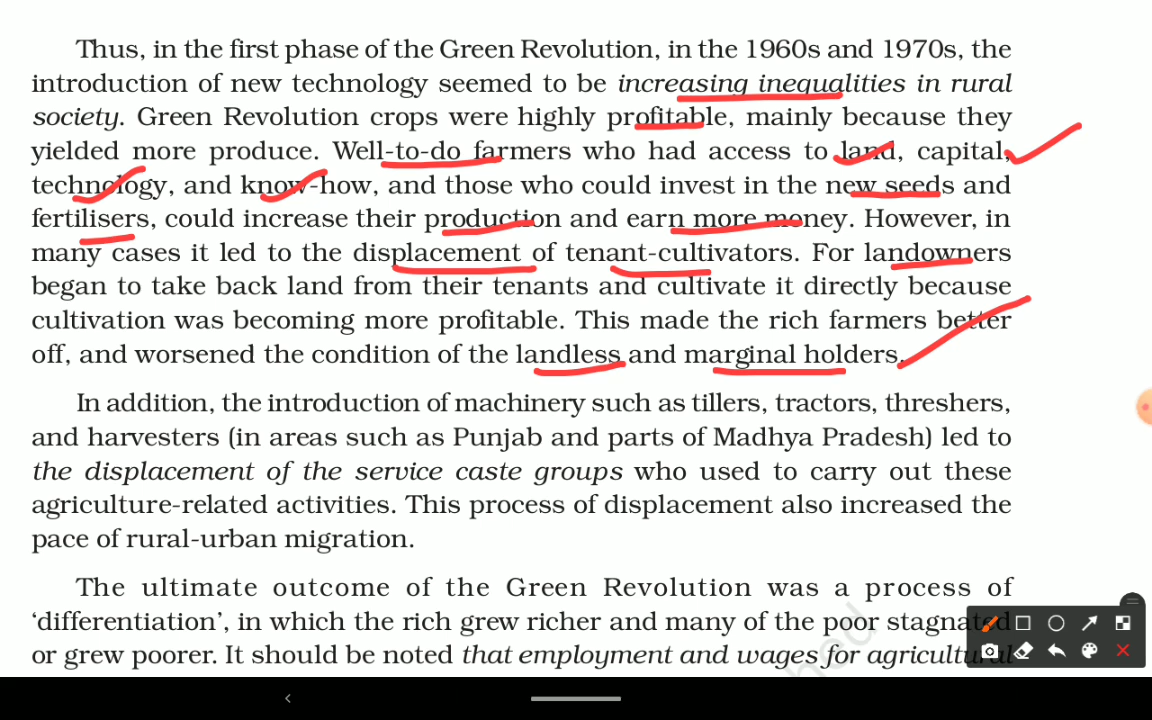 Thus, in the first phase of the Green Revolution, in the 1960s and 1970s, the
introduction of new technology seemed to be increasing inequalities in rural
society. Green Revolution crops were highly profitable, mainly because they
yielded more produce. Well-to-do farmers who had access to land, capital,
technology, and know-how, and those who could invest in the new seeds and
fertilisers, could increase their production and earn more money. However, in
many cases it led to the displacement of tenant-cultivators. For landowners
began to take back land from their tenants and cultivate it directly because
cultivation was becoming more profitable. This made the rich farmers better
off, and worsened the condition of the landless and marginal holders.
In addition, the introduction of machinery such as tillers, tractors, threshers,
and harvesters (in areas such as Punjab and parts of Madhya Pradesh) led to
the displacement of the service caste groups who used to carry out these
agriculture-related activities. This process of displacement also increased the
pace of rural-urban migration.
The ultimate outcome of the Green Revolution was a process of
‘differentiation’, in which the rich grew richer and many of the poor stagnated
or grew poorer. It should be noted that employment and wages for agricultural